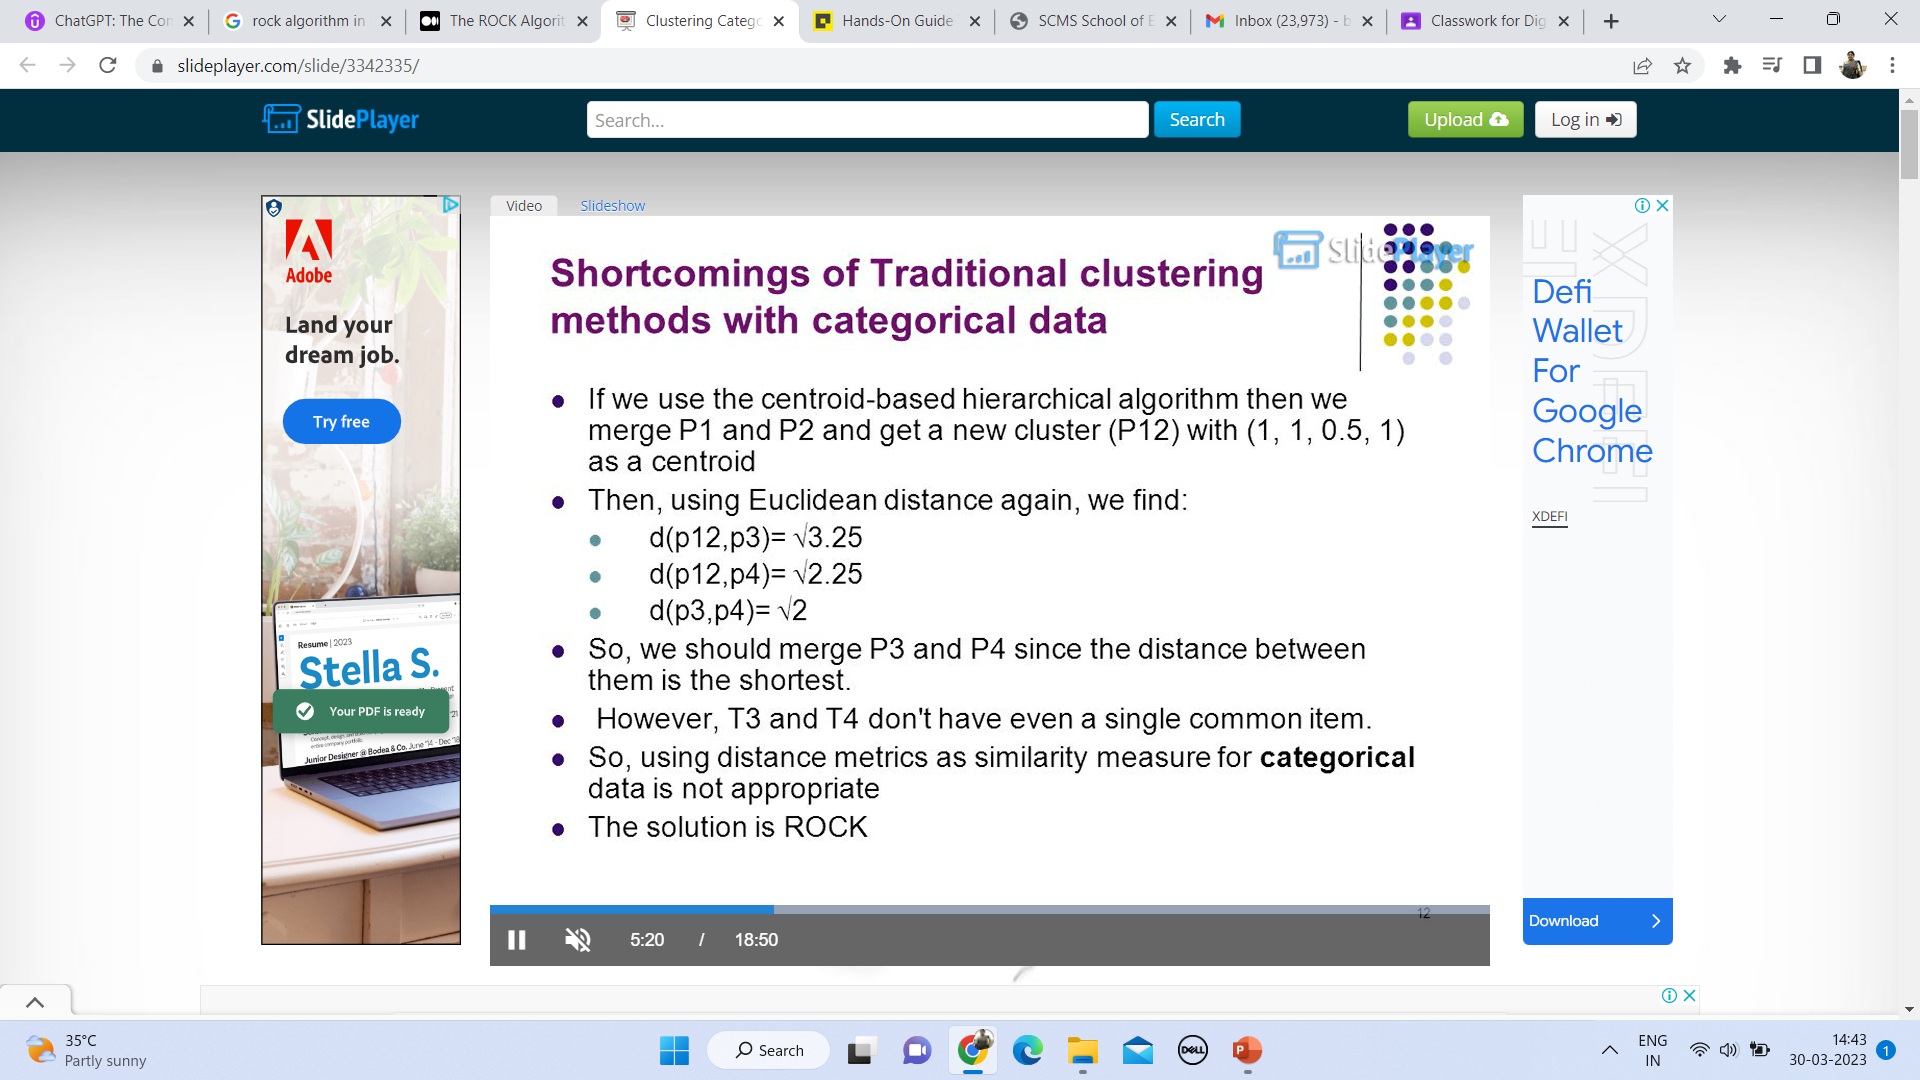 ChatGPT: The Con
rock algorithm in
The ROCK Algorit
Clustering Catego
Hands-On Guide
SCMS School of E
Inbox (23,973) - b
Classwork for Dig
slideplayer.com/slide/3342335/
SlidePlayer
Search...
Search
Upload
Log in
Video
Slideshow
Adobe
Land your
dream job.
Try free
Resume | 2023
Stella S.
Your PDF is ready
Junior Designer @ Bodea & Co. June '14 - Dec '18
SlidePlayer
Shortcomings of Traditional clustering
methods with categorical data
If we use the centroid-based hierarchical algorithm then we
merge P1 and P2 and get a new cluster (P12) with (1, 1, 0.5, 1)
as a centroid
Then, using Euclidean distance again, we find:
d(p12,p3)= √3.25
d(p12,p4)= √2.25
d(p3,p4)= √2
So, we should merge P3 and P4 since the distance between
them is the shortest.
However, T3 and T4 don't have even a single common item.
So, using distance metrics as similarity measure for categorical
data is not appropriate
The solution is ROCK
12
5:20 / 18:50
XDEFI
Defi
Wallet
For
Google
Chrome
XDEFI
Download
35°C
Partly sunny
Search
DELL
ENG
IN
14:43
30-03-2023
1